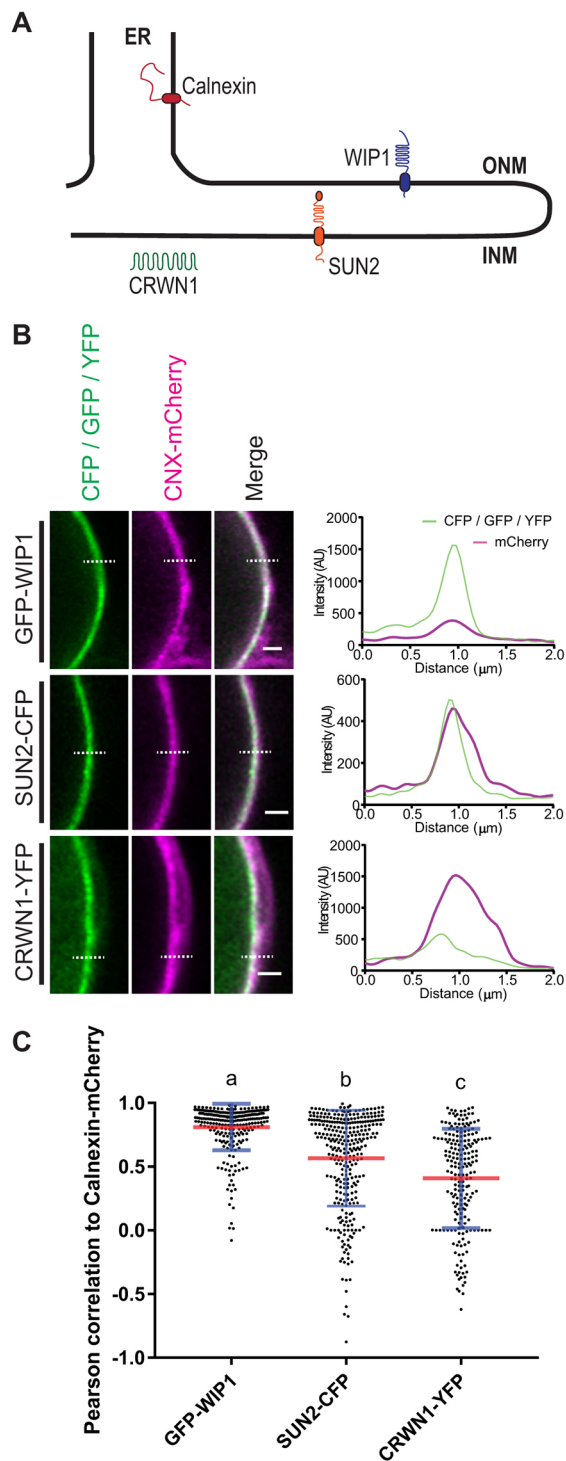 A
ER
Calnexin
WIP1
ONM
SUN2
INM
CRWN1
B
CFP / GFP / YFP
CNX-mCherry
Merge
GFP-WIP1
2000
1500
1000
500
0
Intensity (AU)
CFP / GFP / YFP
mCherry
0.0 0.5 1.0 1.5 2.0
Distance (μm)
SUN2-CFP
600
400
200
0
Intensity (AU)
0.0 0.5 1.0 1.5 2.0
Distance (μm)
CRWN1-YFP
2000
1500
1000
500
0
Intensity (AU)
0.0 0.5 1.0 1.5 2.0
Distance (μm)
C
Pearson correlation to Calnexin-mCherry
a b c
1.0
0.5
0.0
-0.5
-1.0
GFP-WIP1
SUN2-CFP
CRWN1-YFP